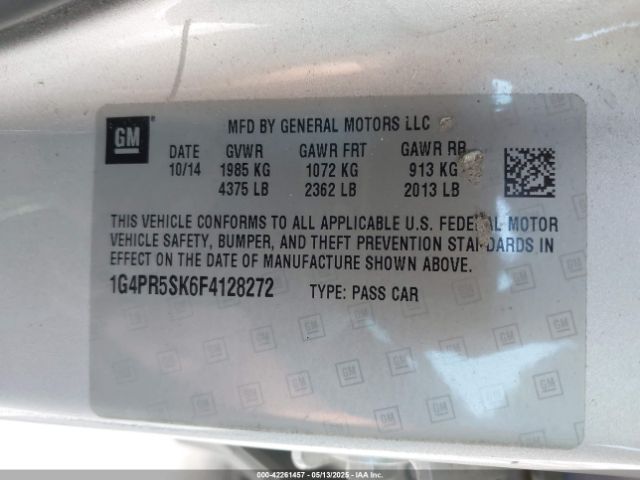 GM
MFD BY GENERAL MOTORS LLC
DATE GVWR GAWR FRT GAWR RR
10/14 1985 KG 1072 KG 913 KG
4375 LB 2362 LB 2013 LB
THIS VEHICLE CONFORMS TO ALL APPLICABLE U.S. FEDERAL MOTOR
VEHICLE SAFETY, BUMPER, AND THEFT PREVENTION STANDARDS IN
EFFECT ON THE DATE OF MANUFACTURE SHOWN ABOVE.
1G4PR5SK6F4128272 TYPE: PASS CAR
00-42261457 - 05/13/2025 - IAAI.COM